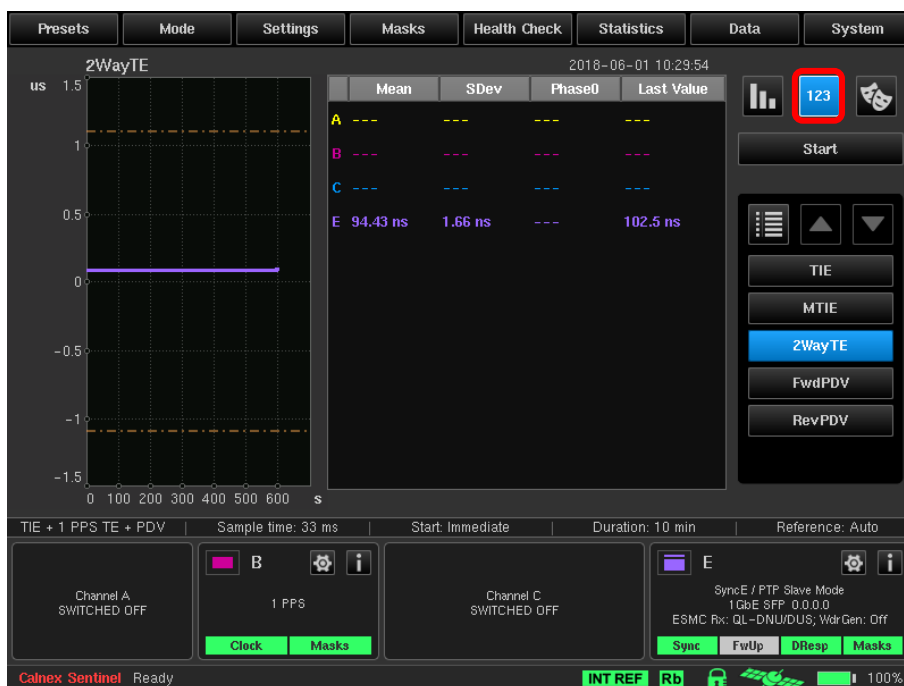 Presets Mode Settings Masks Health Check Statistics Data System
2WayTE 2018-06-01 10:29:54
us 1.5
Mean SDev Phase0 Last Value
123
A --- --- --- ---
1
Start
B --- --- --- ---
C --- --- --- ---
0.5
E 94.43 ns 1.66 ns --- 102.5 ns
TIE
0
MTIE
-0.5
2WayTE
FwdPDV
-1
RevPDV
-1.5
0 100 200 300 400 500 600 s
TIE + 1 PPS TE + PDV | Sample time: 33 ms | Start: Immediate | Duration: 10 min | Reference: Auto
Channel A
SWITCHED OFF
B i
1 PPS
Clock Masks
Channel C
SWITCHED OFF
E i
SyncE / PTP Slave Mode
1GbE SFP 0.0.0.0
ESMC Rx: QL-DNU/DUS; WdrGen: Off
Sync FwUp DResp Masks
Calnex Sentinel Ready INT REF Rb 100%